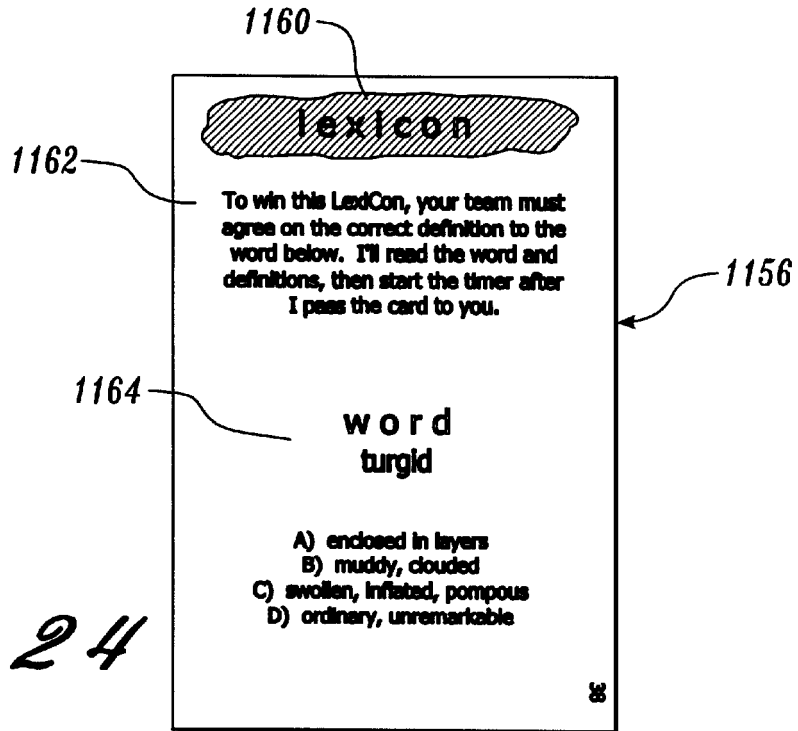 1160
lexicon
1162
To win this LexiCon, your team must
agree on the correct definition to the
word below. I'll read the word and
definitions, then start the timer after
I pass the card to you.
1156
1164
word
turgid
A) enclosed in layers
B) muddy, clouded
C) swollen, inflated, pompous
D) ordinary, unremarkable
24
38